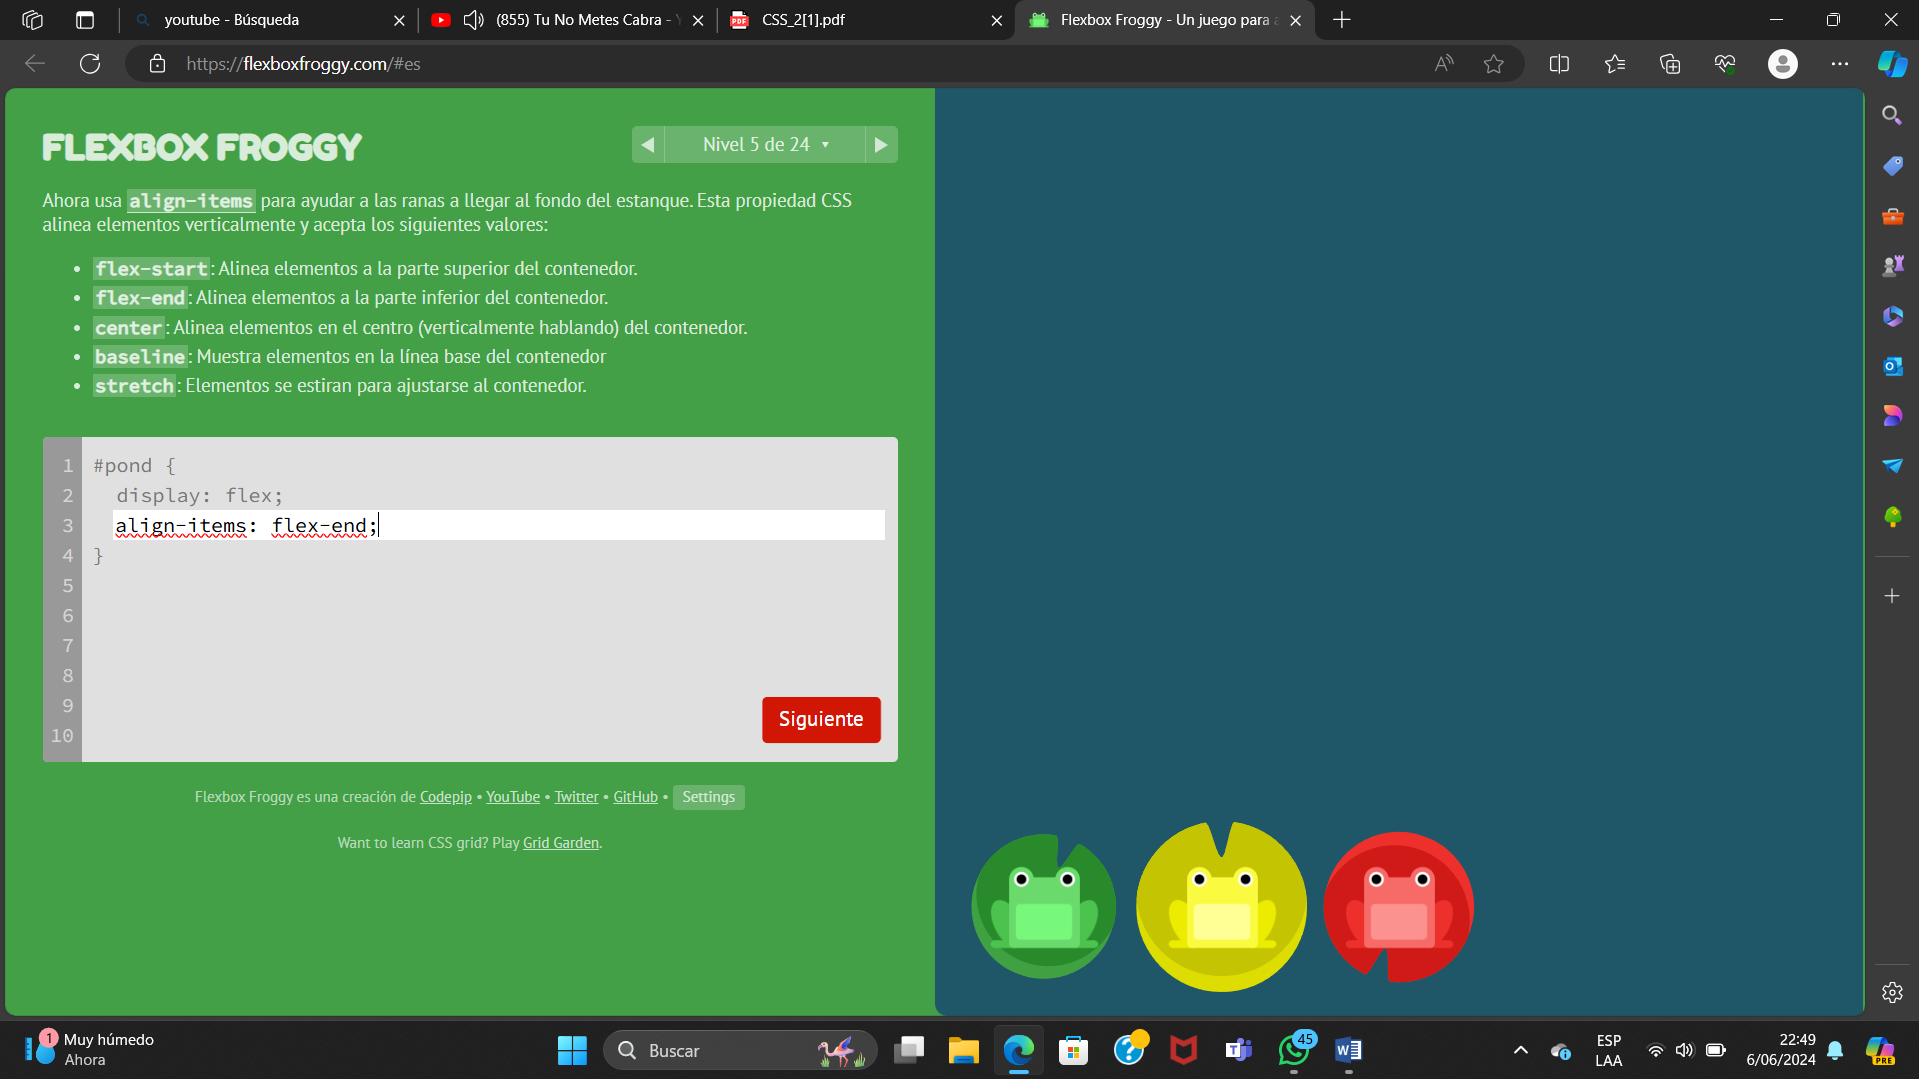 youtube - Búsqueda
(855) Tu No Metes Cabra -
CSS_2[1].pdf
Flexbox Froggy - Un juego para
https://flexboxfroggy.com/#es
FLEXBOX FROGGY
Nivel 5 de 24
Ahora usa align-items para ayudar a las ranas a llegar al fondo del estanque. Esta propiedad CSS
alinea elementos verticalmente y acepta los siguientes valores:
• flex-start: Alinea elementos a la parte superior del contenedor.
• flex-end: Alinea elementos a la parte inferior del contenedor.
• center: Alinea elementos en el centro (verticalmente hablando) del contenedor.
• baseline: Muestra elementos en la línea base del contenedor
• stretch: Elementos se estiran para ajustarse al contenedor.
1 #pond {
2 display: flex;
3 align-items: flex-end;
4 }
5
6
7
8
9
10
Siguiente
Flexbox Froggy es una creación de Codepip • YouTube • Twitter • GitHub • Settings
Want to learn CSS grid? Play Grid Garden.
1
Muy húmedo
Ahora
Buscar
45
ESP
LAA
22:49
6/06/2024
PRE